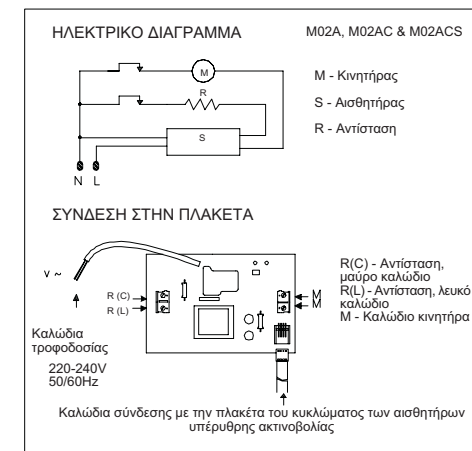 ΗΛΕΚΤΡΙΚΟ ΔΙΑΓΡΑΜΜΑ
M02A, M02AC & M02ACS
M
R
S
N L
M - Κινητήρας
S - Αισθητήρας
R - Αντίσταση
ΣΥΝΔΕΣΗ ΣΤΗΝ ΠΛΑΚΕΤΑ
V ~
R (C)
R (L)
M
M
R(C) - Αντίσταση,
μαύρο καλώδιο
R(L) - Αντίσταση, λευκό
καλώδιο
M - Καλώδιο κινητήρα
Καλώδια
τροφοδοσίας
220-240V
50/60Hz
Καλώδια σύνδεσης με την πλακέτα του κυκλώματος των αισθητήρων
υπέρυθρης ακτινοβολίας